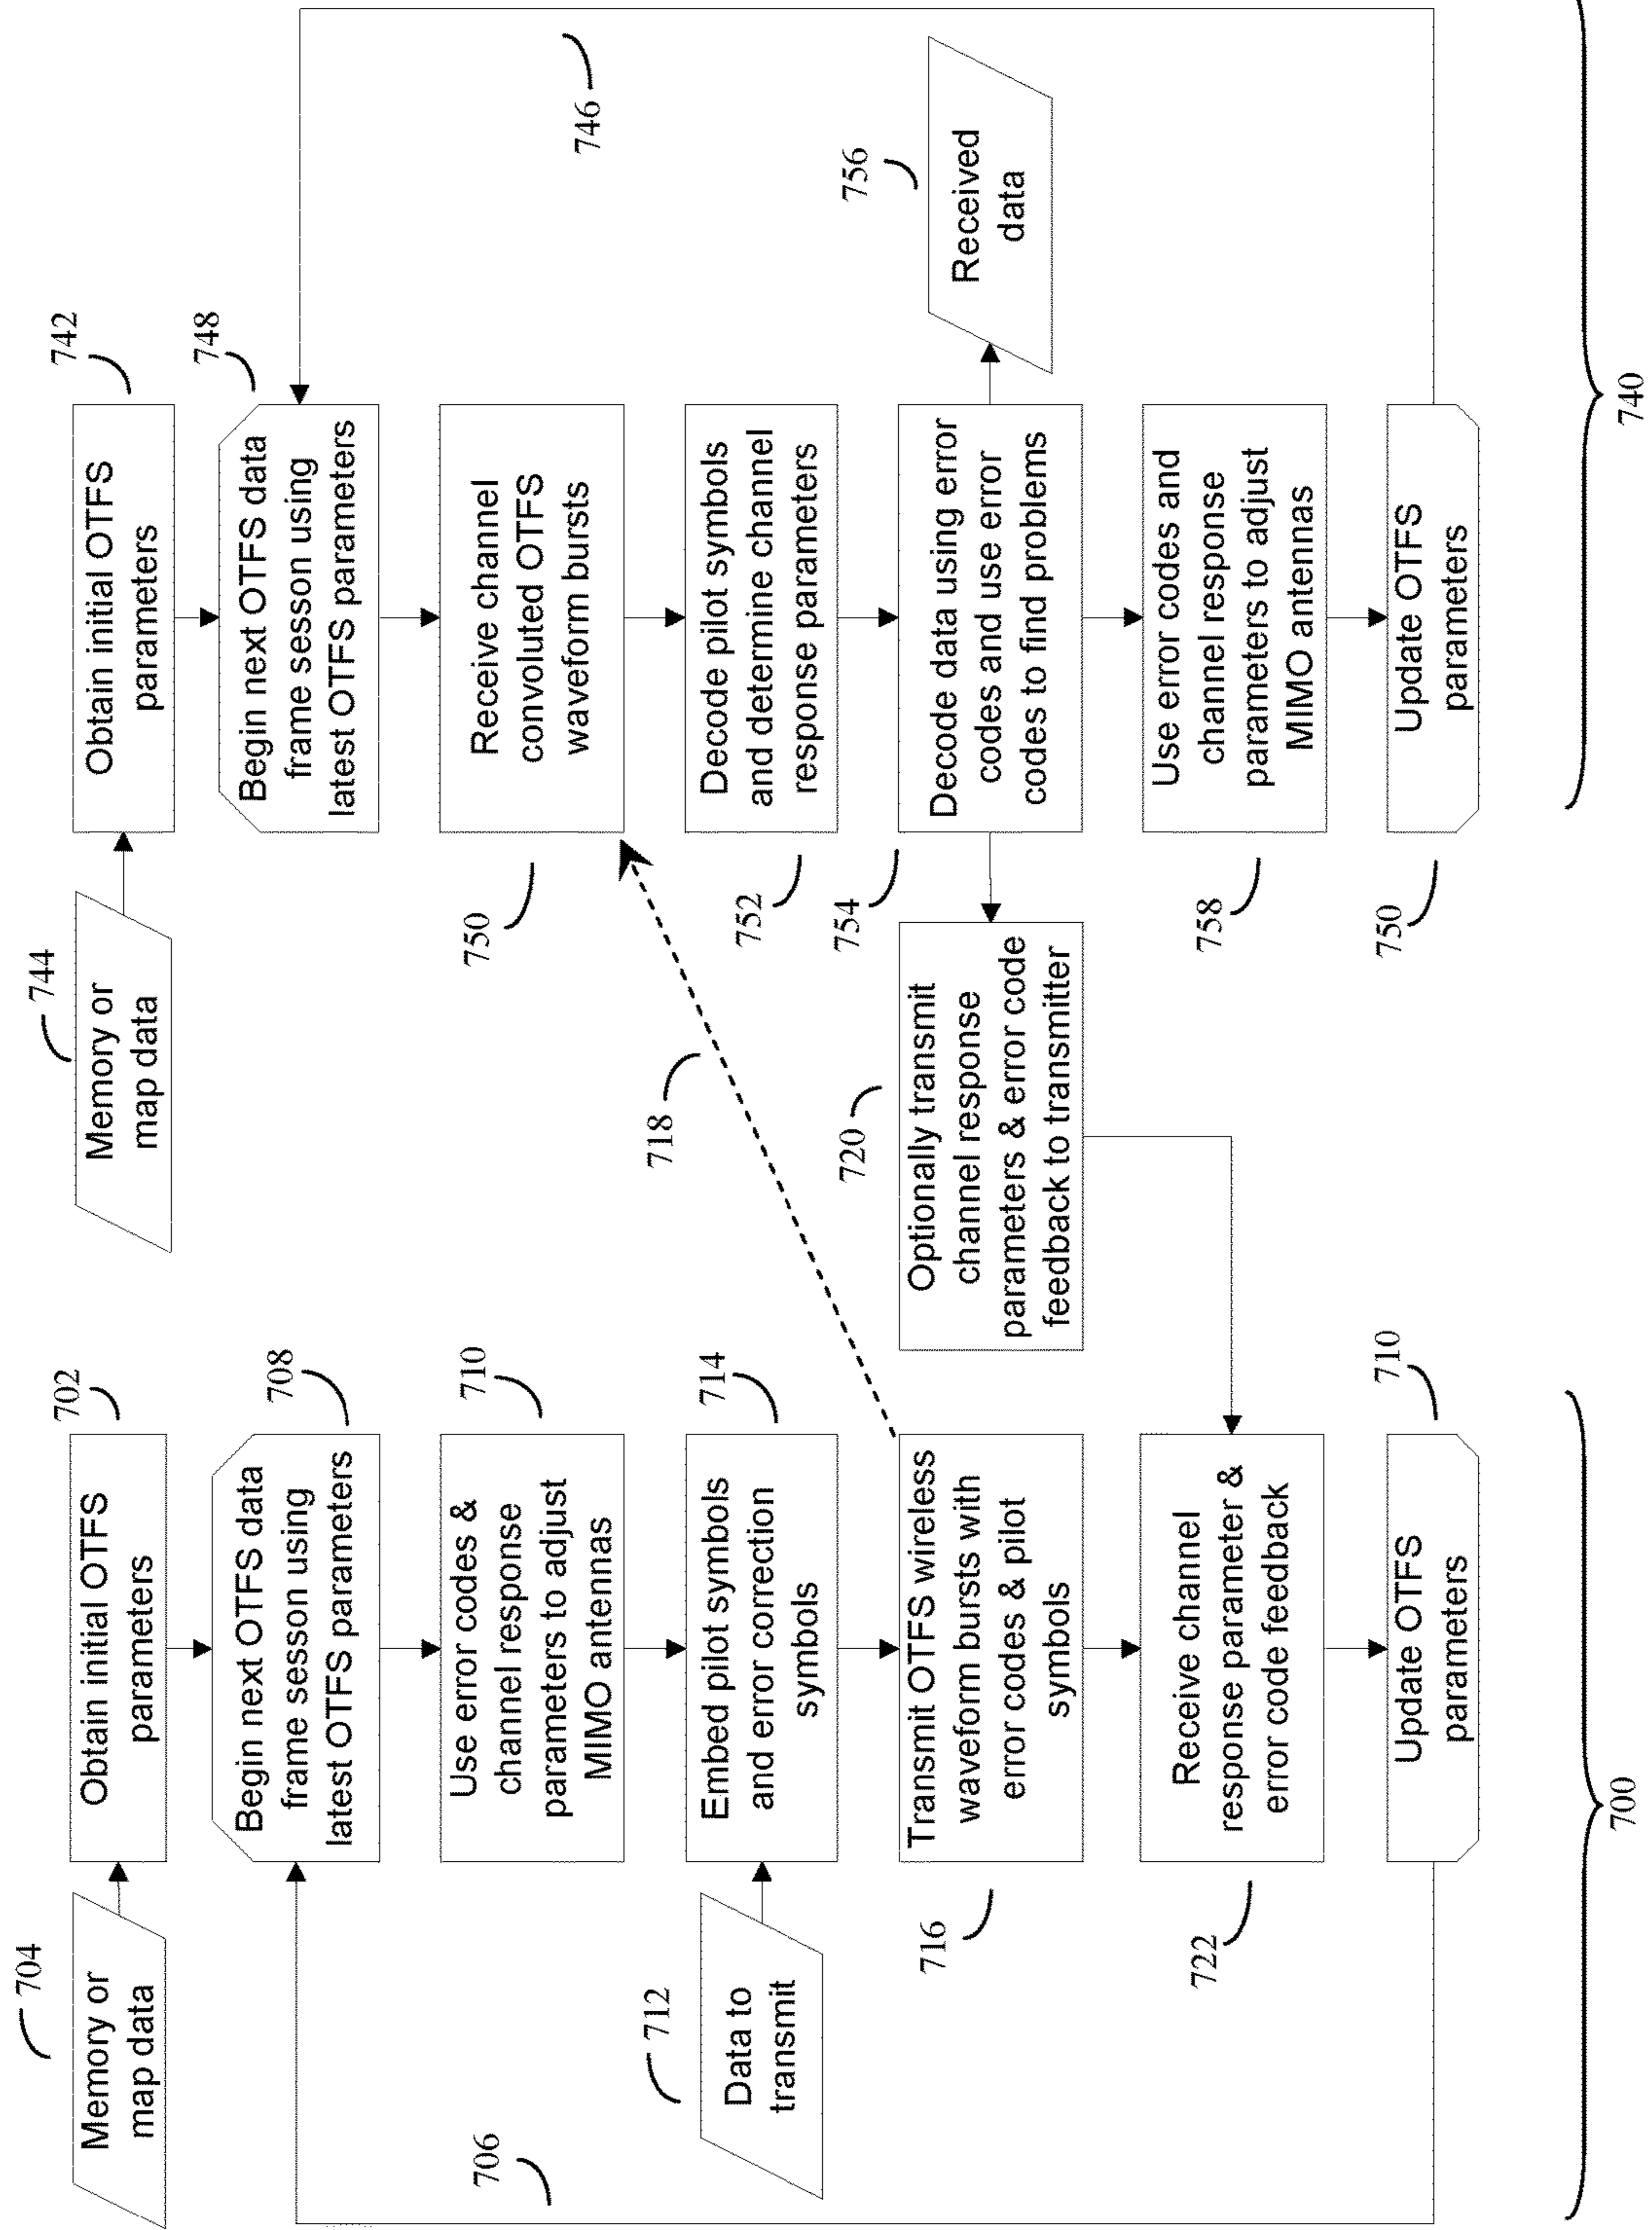 704
Memory or
map data
702
Obtain initial OTFS
parameters
708
Begin next OTFS data
frame sesson using
latest OTFS parameters
706
710
Use error codes &
channel response
parameters to adjust
MIMO antennas
712
Data to
transmit
714
Embed pilot symbols
and error correction
symbols
716
Transmit OTFS wireless
waveform bursts with
error codes & pilot
symbols
718
722
Receive channel
response parameter &
error code feedback
710
Update OTFS
parameters
700
720
Optionally transmit
channel response
parameters & error code
feedback to transmitter
744
Memory or
map data
742
Obtain initial OTFS
parameters
748
Begin next OTFS data
frame sesson using
latest OTFS parameters
746
750
Receive channel
convoluted OTFS
waveform bursts
752
Decode pilot symbols
and determine channel
response parameters
754
Decode data using error
codes and use error
codes to find problems
756
Received
data
758
Use error codes and
channel response
parameters to adjust
MIMO antennas
750
Update OTFS
parameters
740